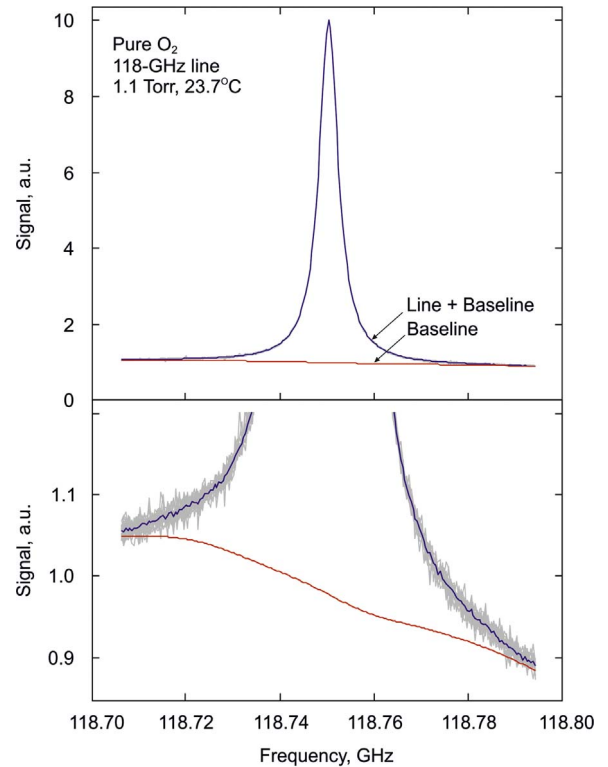 Pure O₂
118-GHz line
1.1 Torr, 23.7°C
10
8
6
4
2
0
Signal, a.u.
Line + Baseline
Baseline
1.1
1.0
0.9
Signal, a.u.
118.70 118.72 118.74 118.76 118.78 118.80
Frequency, GHz